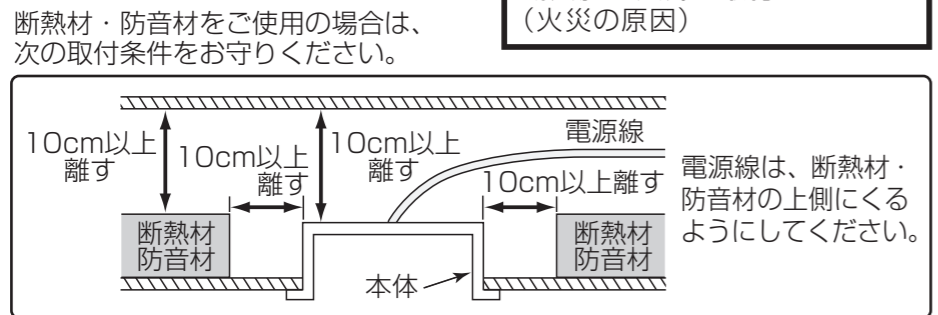 断熱材・防音材をご使用の場合は、
次の取付条件をお守りください。
（火災の原因）
10cm以上
離す
10cm以上
離す
10cm以上
離す
電源線
10cm以上離す
断熱材
防音材
本体
断熱材
防音材
電源線は、断熱材・
防音材の上側にくる
ようにしてください。